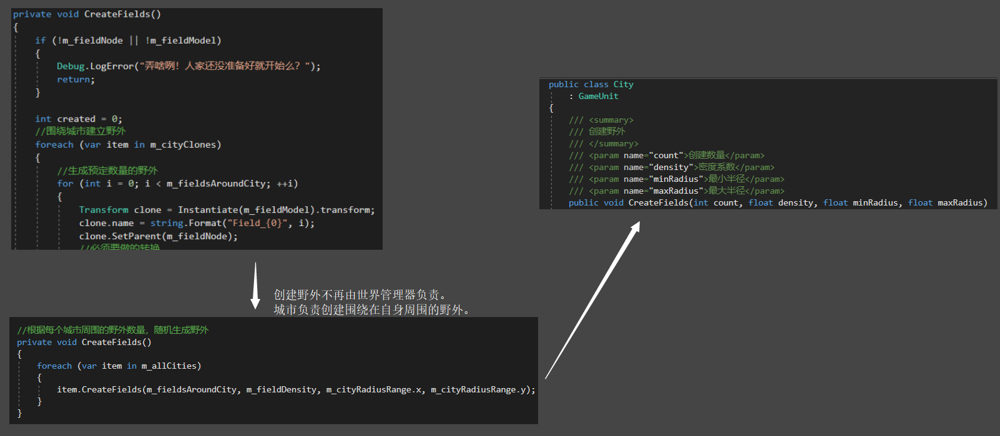 private void CreateFields()
{
if (!m_fieldNode || !m_fieldModel)
{
Debug.LogError("弄啥咧！人家还没准备好就开始么？");
return;
}
int created = 0;
//围绕城市建立野外
foreach (var item in m_cityClones)
{
//生成预定数量的野外
for (int i = 0; i < m_fieldsAroundCity; ++i)
{
Transform clone = Instantiate(m_fieldModel).transform;
clone.name = string.Format("Field_{0}", i);
clone.SetParent(m_fieldNode);
//必须要做的转换
创建野外不再由世界管理器负责。
城市负责创建围绕在自身周围的野外。
//根据每个城市周围的野外数量，随机生成野外
private void CreateFields()
{
foreach (var item in m_allCities)
{
item.CreateFields(m_fieldsAroundCity, m_fieldDensity, m_cityRadiusRange.x, m_cityRadiusRange.y);
}
}
public class City
: GameUnit
{
/// <summary>
/// 创建野外
/// </summary>
/// <param name="count">创建数量</param>
/// <param name="density">密度系数</param>
/// <param name="minRadius">最小半径</param>
/// <param name="maxRadius">最大半径</param>
public void CreateFields(int count, float density, float minRadius, float maxRadius)